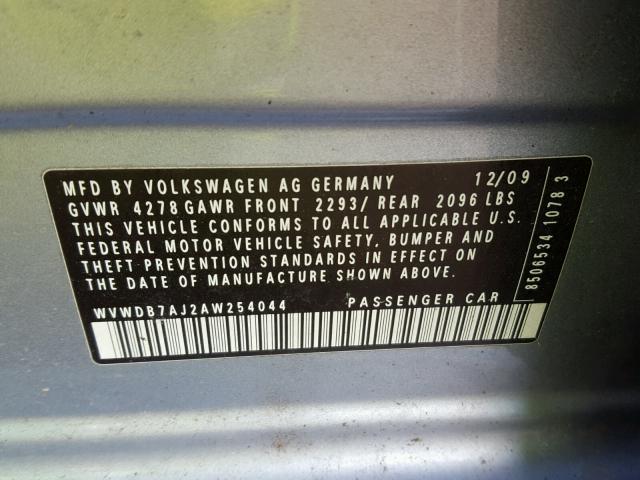 MFD BY VOLKSWAGEN AG GERMANY 12/09
GVWR 4278 GAWR FRONT 2293/ REAR 2096 LBS
THIS VEHICLE CONFORMS TO ALL APPLICABLE U.S.
FEDERAL MOTOR VEHICLE SAFETY, BUMPER AND
THEFT PREVENTION STANDARDS IN EFFECT ON
THE DATE OF MANUFACTURE SHOWN ABOVE.
WVWDB7AJ2AW254044 PASSENGER CAR
8506534 1078 3